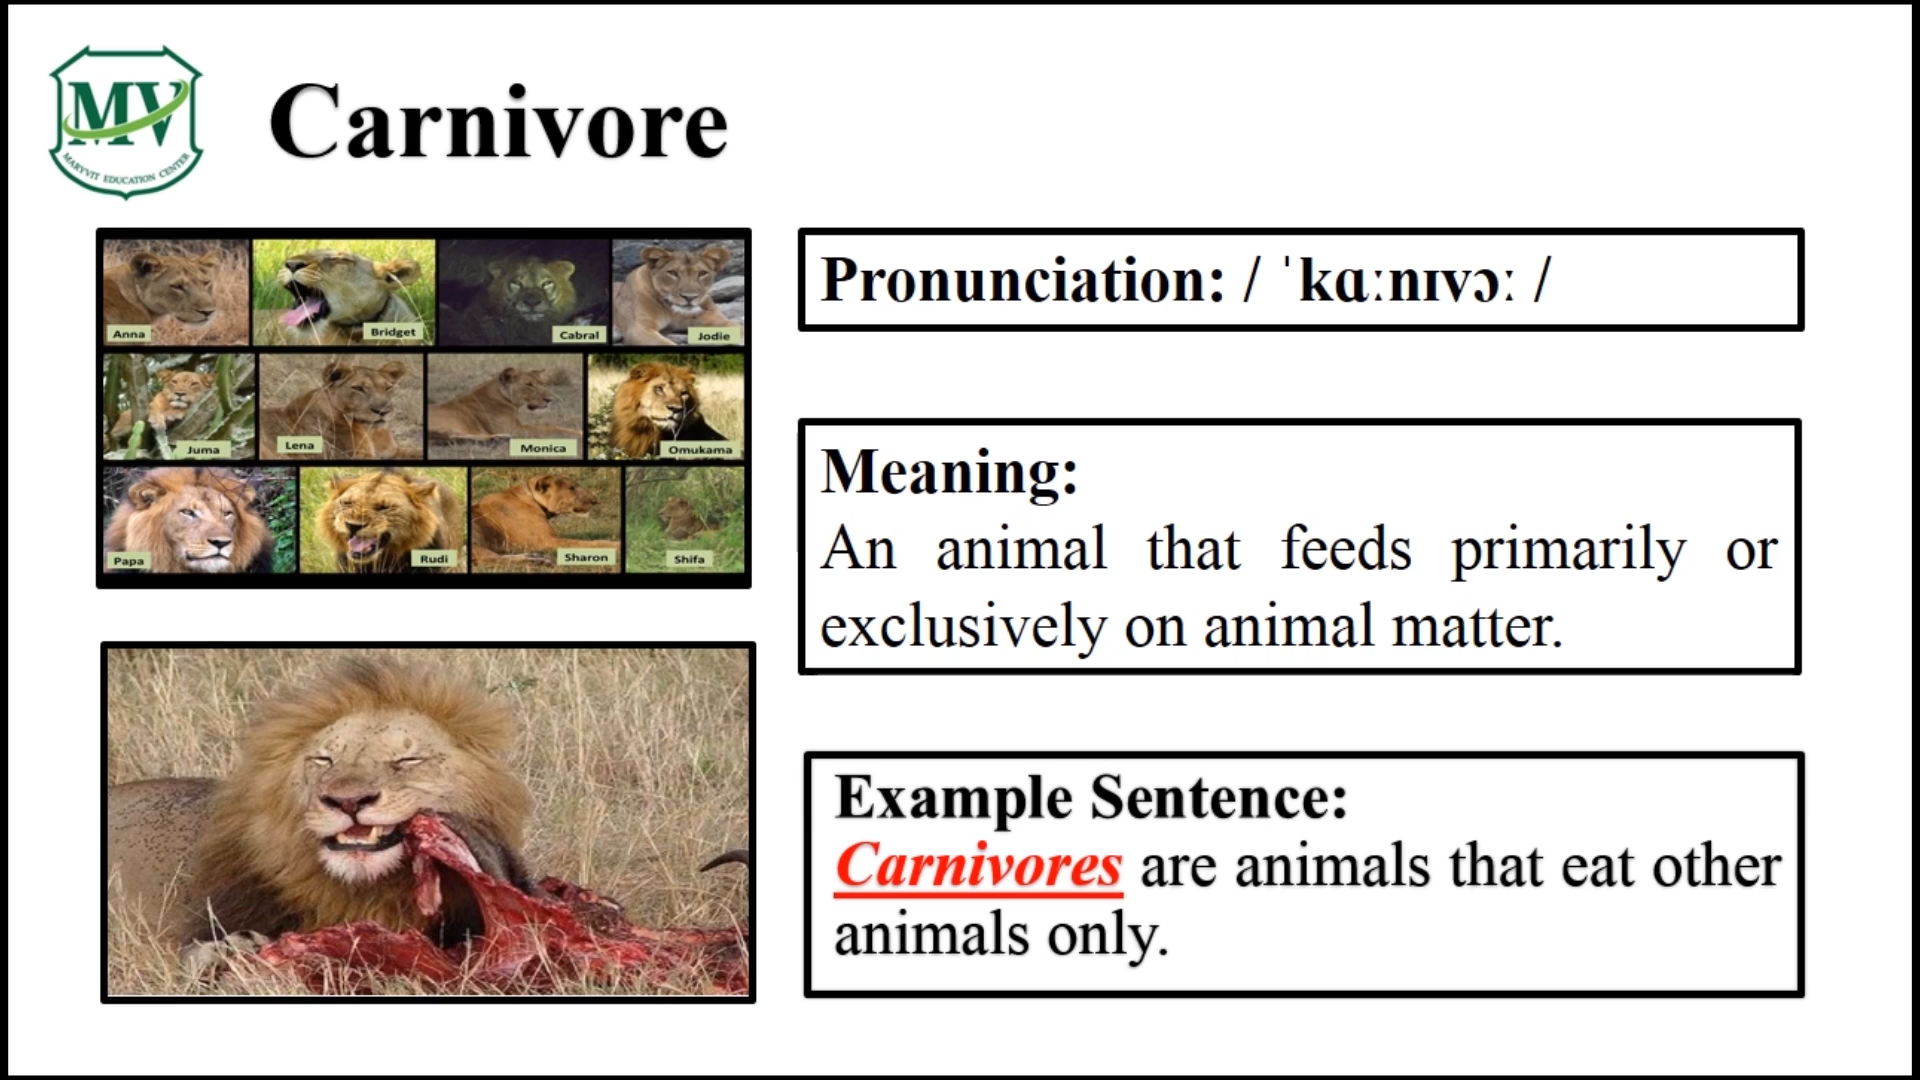 MV
MARYVIT EDUCATION CENTER
Carnivore
Anna
Bridget
Cabral
Jodie
Juma
Lena
Monica
Omukama
Papa
Rudi
Sharon
Shifa
Pronunciation: / ˈkɑːnɪvɔː /
Meaning:
An animal that feeds primarily or
exclusively on animal matter.
Example Sentence:
Carnivores are animals that eat other
animals only.